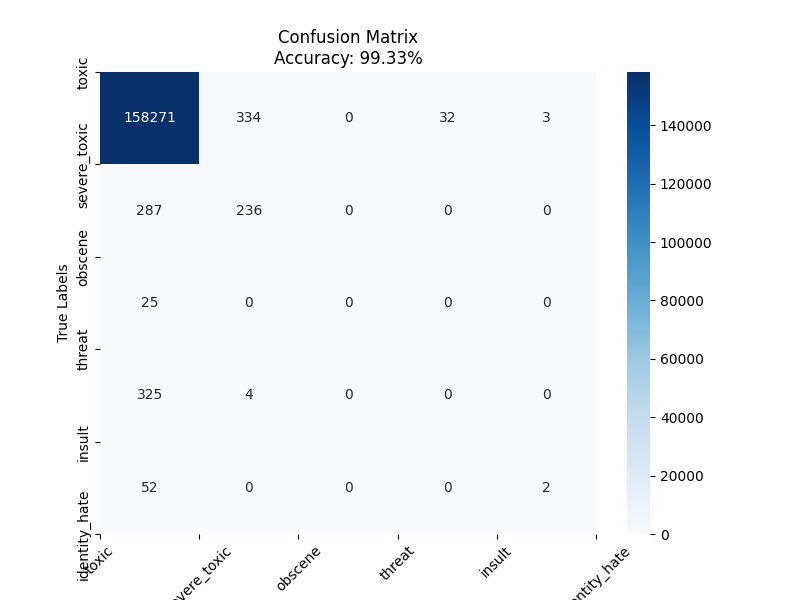 Confusion Matrix
Accuracy: 99.33%
True Labels
toxic
severe_toxic
obscene
threat
insult
identity_hate
158271 334 0 32 3
287 236 0 0 0
25 0 0 0 0
325 4 0 0 0
52 0 0 0 2
toxic
vere_toxic
obscene
threat
insult
entity_hate
140000
120000
100000
80000
60000
40000
20000
0